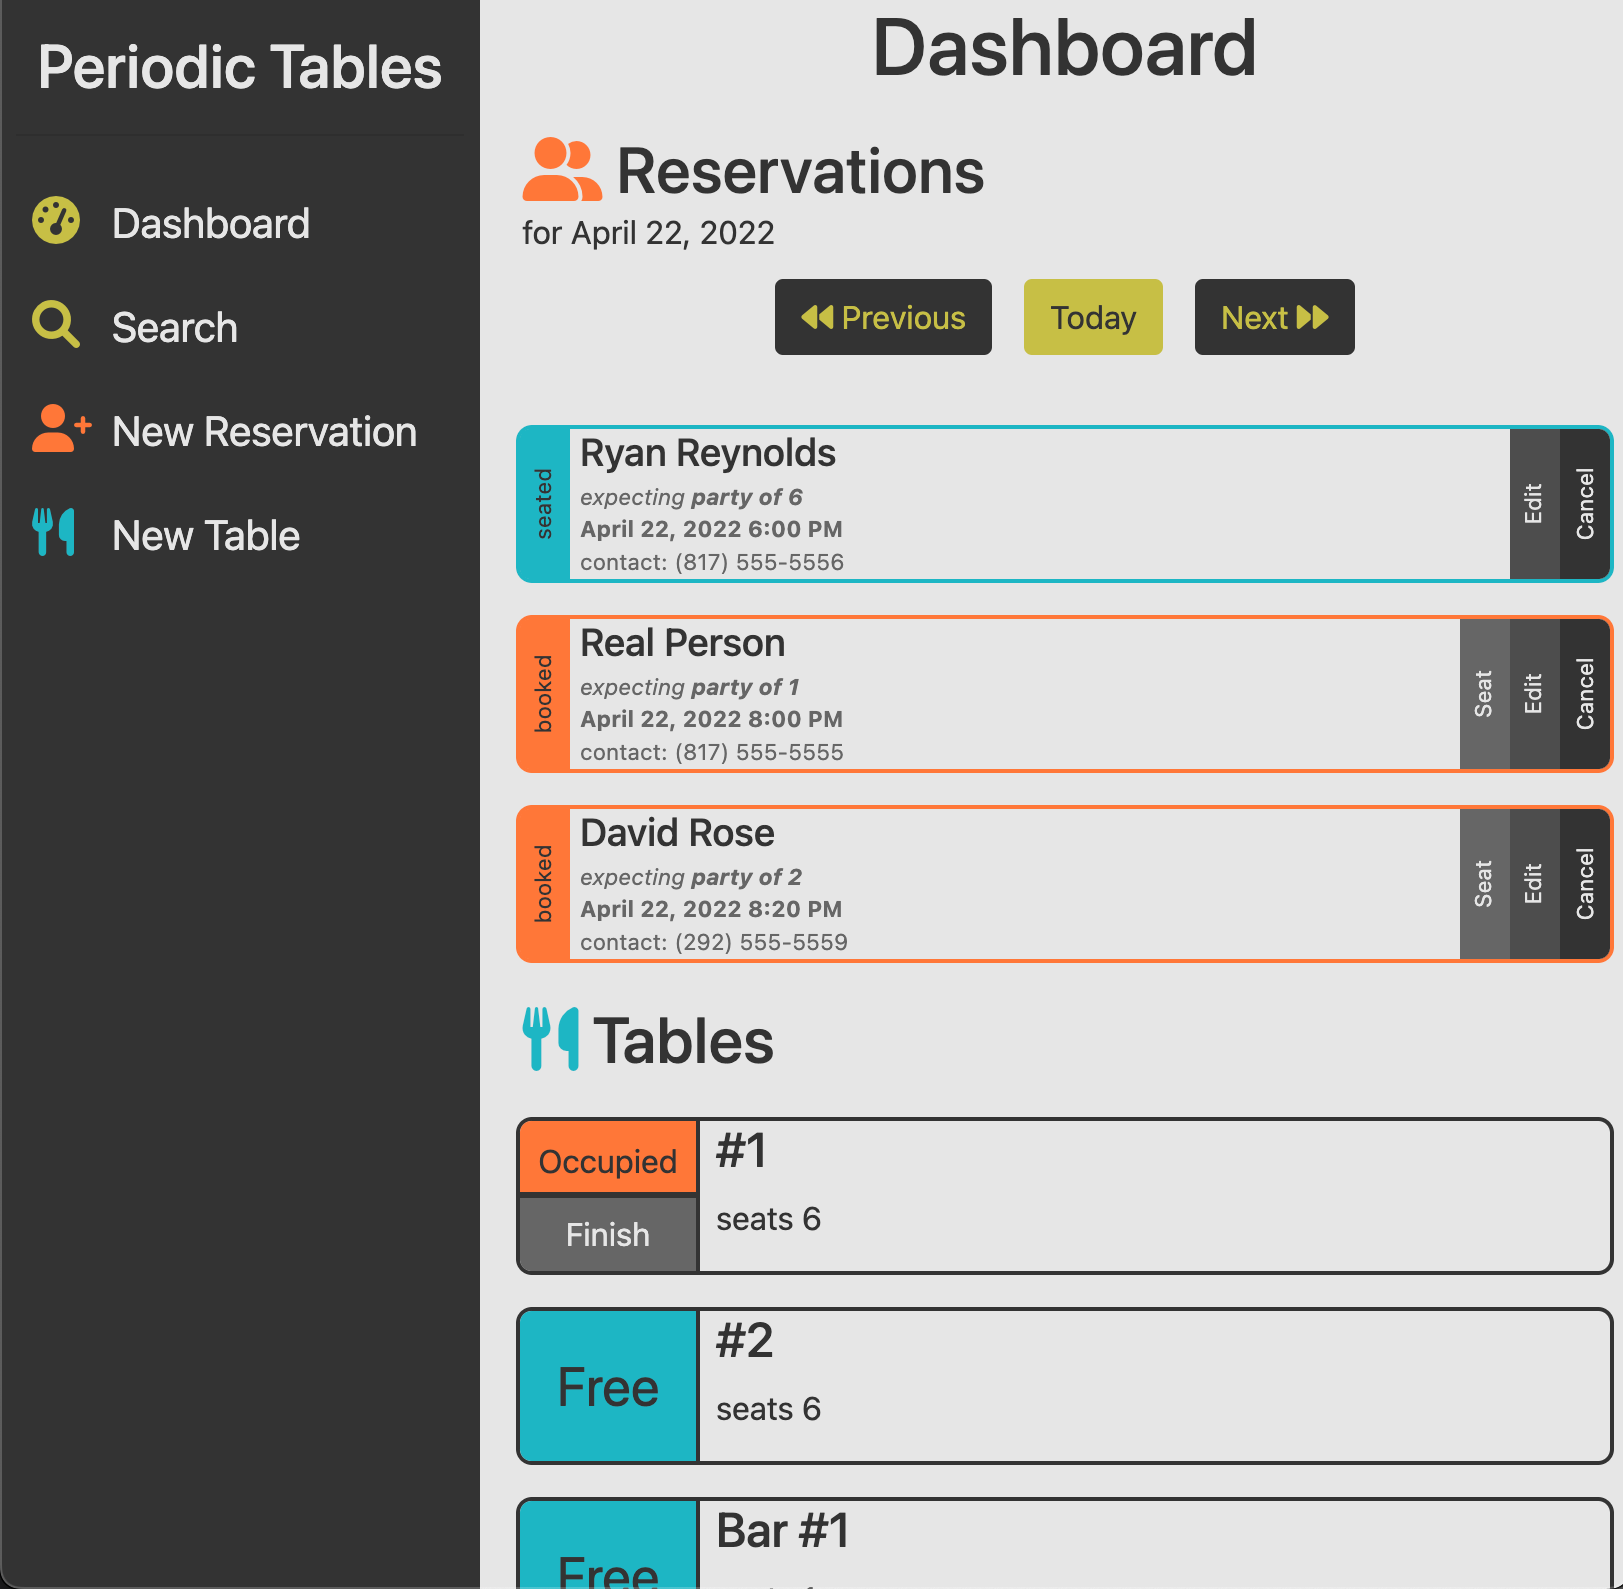 Periodic Tables
Dashboard
Search
New Reservation
New Table
Dashboard
Reservations
for April 22, 2022
Previous
Today
Next
seated
Ryan Reynolds
expecting party of 6
April 22, 2022 6:00 PM
contact: (817) 555-5556
Edit
Cancel
booked
Real Person
expecting party of 1
April 22, 2022 8:00 PM
contact: (817) 555-5555
Seat
Edit
Cancel
booked
David Rose
expecting party of 2
April 22, 2022 8:20 PM
contact: (292) 555-5559
Seat
Edit
Cancel
Tables
Occupied
Finish
#1
seats 6
Free
#2
seats 6
Free
Bar #1